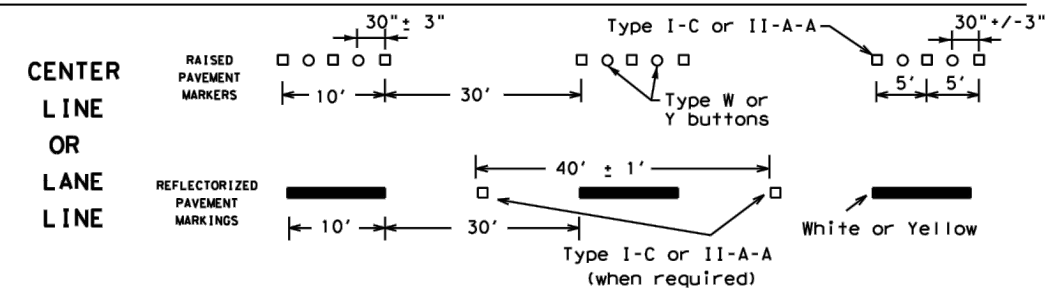 CENTER
LINE
OR
LANE
LINE
RAISED
PAVEMENT
MARKERS
30"± 3"
10'
30'
Type I-C or II-A-A
Type W or
Y buttons
30"+/-3"
5'
5'
REFLECTORIZED
PAVEMENT
MARKINGS
10'
30'
40' ± 1'
Type I-C or II-A-A
(when required)
White or Yellow